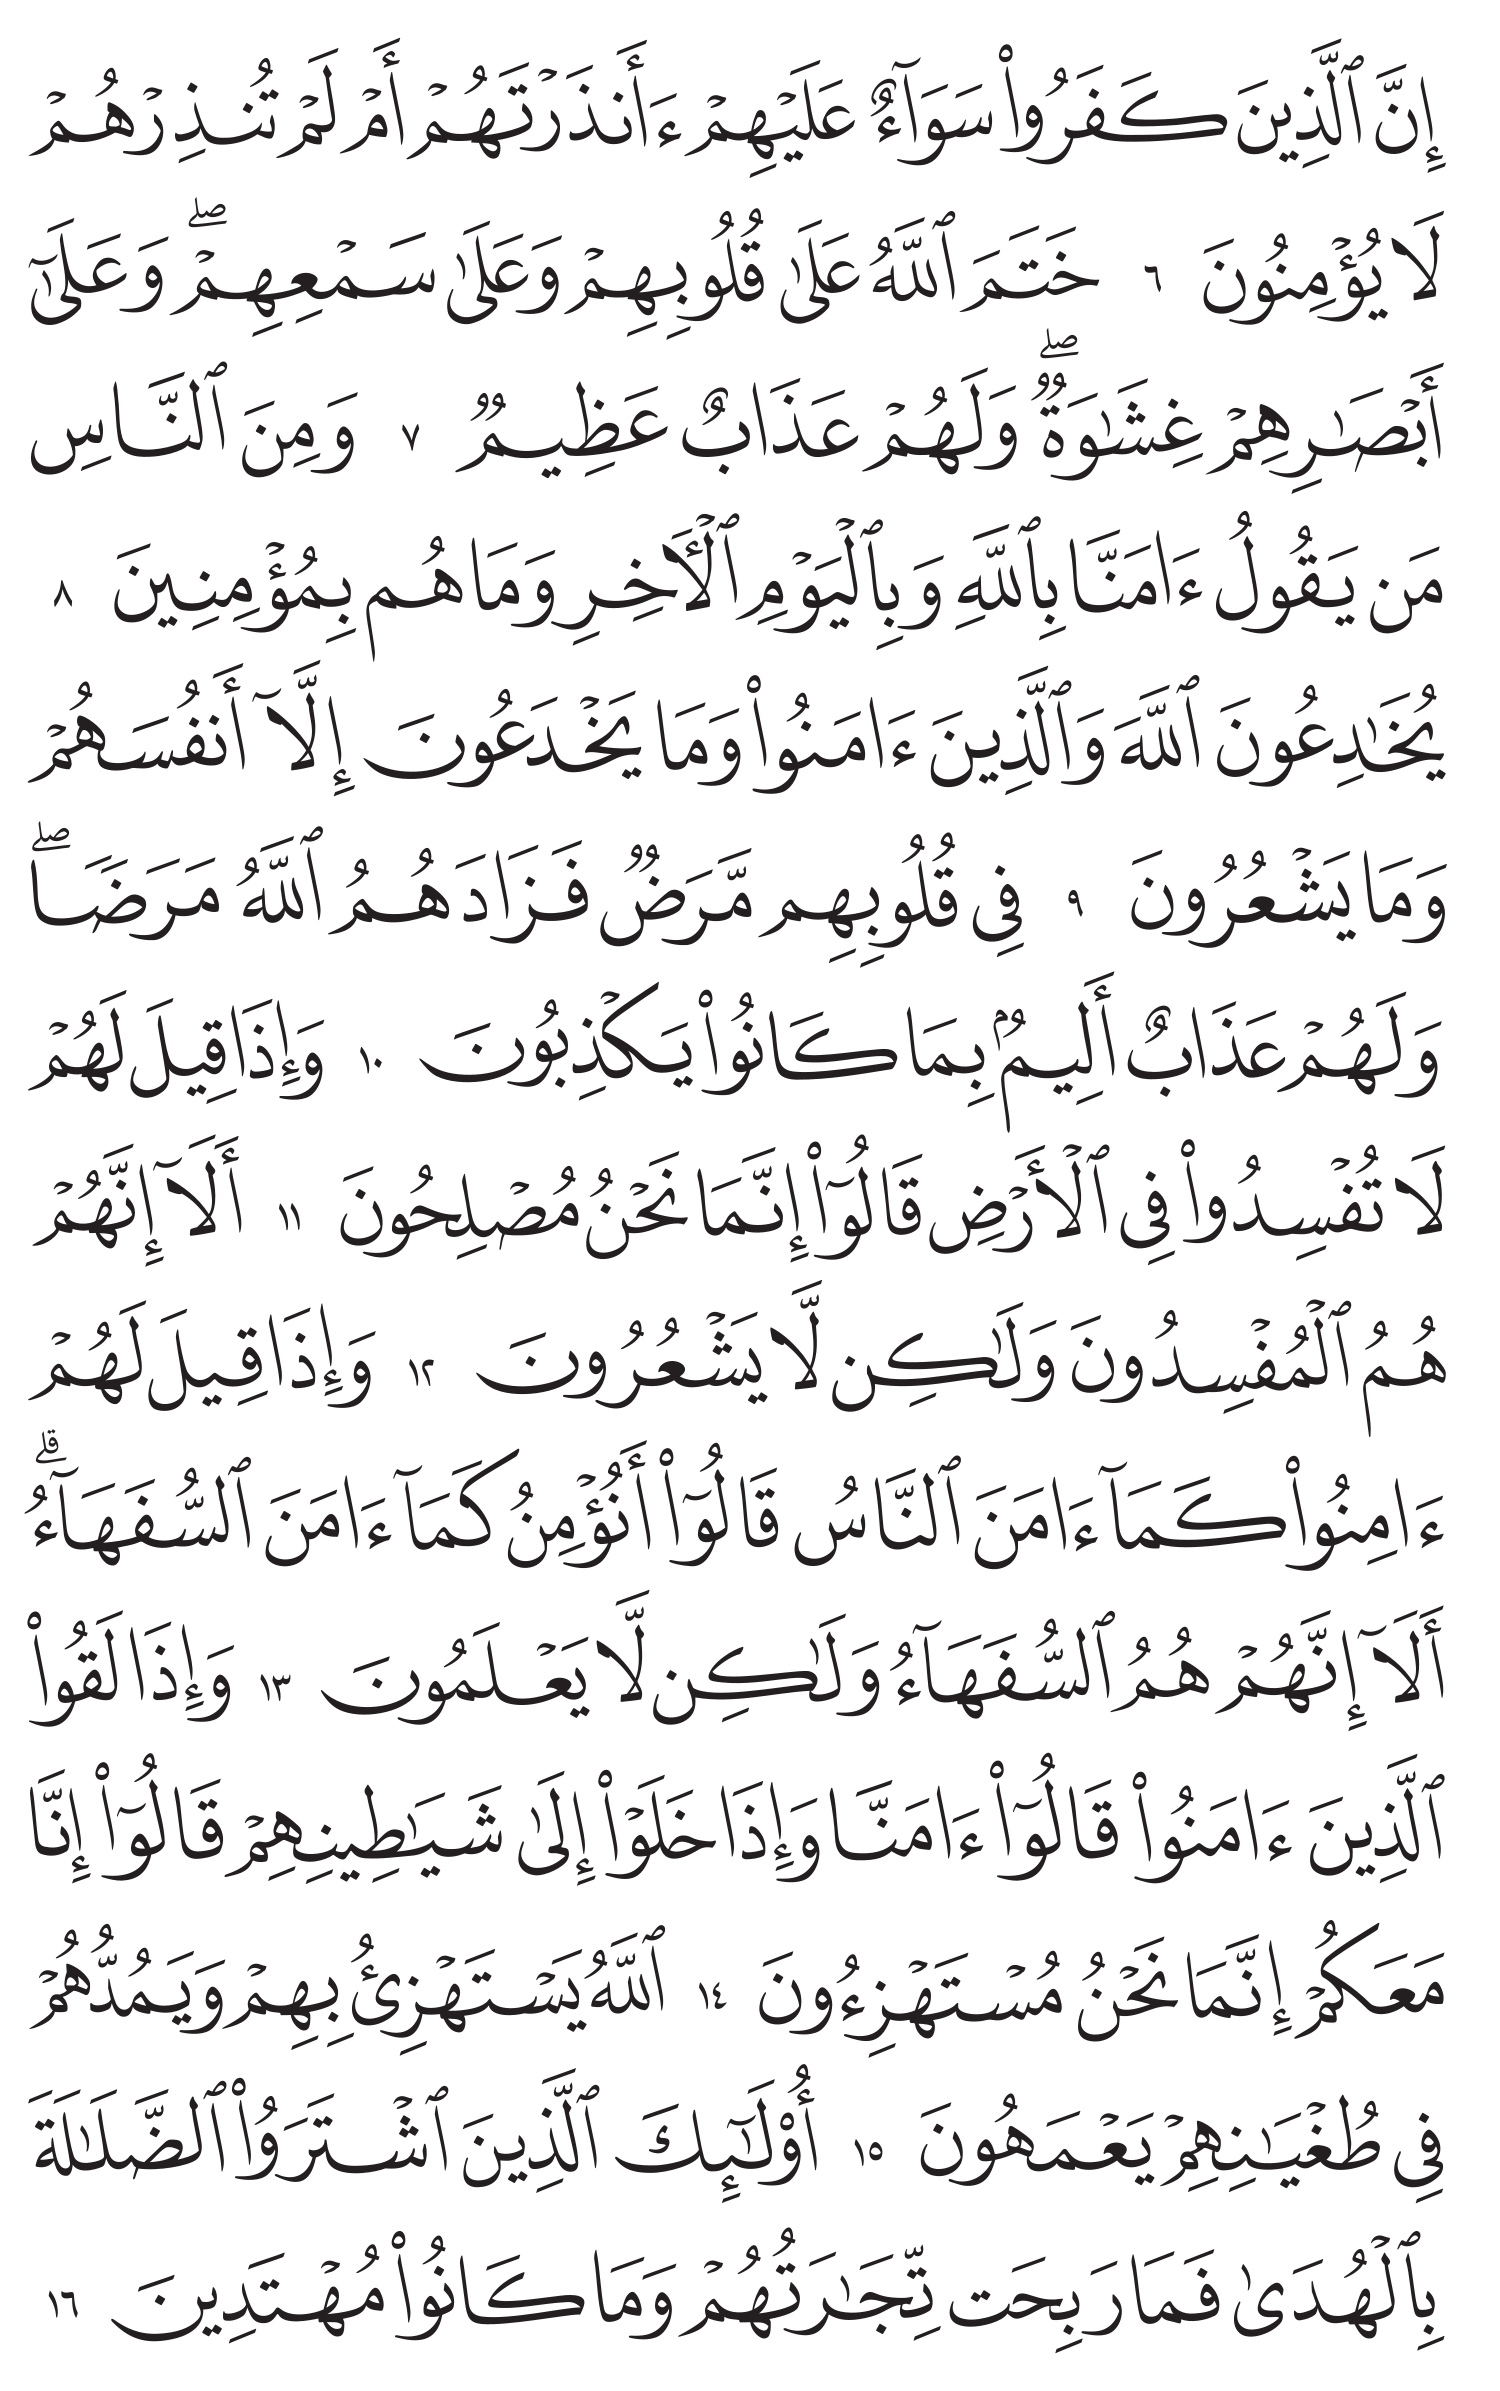 إِنَّ ٱلَّذِينَ كَفَرُوا۟ سَوَآءٌ عَلَيْهِمْ ءَأَنذَرْتَهُمْ أَمْ لَمْ تُنذِرْهُمْ
لَا يُؤْمِنُونَ ٦ خَتَمَ ٱللَّهُ عَلَىٰ قُلُوبِهِمْ وَعَلَىٰ سَمْعِهِمْ ۖ وَعَلَىٰٓ
أَبْصَـٰرِهِمْ غِشَـٰوَةٌ ۖ وَلَهُمْ عَذَابٌ عَظِيمٌ ٧ وَمِنَ ٱلنَّاسِ
مَن يَقُولُ ءَامَنَّا بِٱللَّهِ وَبِٱلْيَوْمِ ٱلْـَٔاخِرِ وَمَا هُم بِمُؤْمِنِينَ ٨
يُخَـٰدِعُونَ ٱللَّهَ وَٱلَّذِينَ ءَامَنُوا۟ وَمَا يَخْدَعُونَ إِلَّآ أَنفُسَهُمْ
وَمَا يَشْعُرُونَ ٩ فِى قُلُوبِهِم مَّرَضٌ فَزَادَهُمُ ٱللَّهُ مَرَضًا ۖ
وَلَهُمْ عَذَابٌ أَلِيمٌۢ بِمَا كَانُوا۟ يَكْذِبُونَ ١٠ وَإِذَا قِيلَ لَهُمْ
لَا تُفْسِدُوا۟ فِى ٱلْأَرْضِ قَالُوٓا۟ إِنَّمَا نَحْنُ مُصْلِحُونَ ١١ أَلَآ إِنَّهُمْ
هُمُ ٱلْمُفْسِدُونَ وَلَـٰكِن لَّا يَشْعُرُونَ ١٢ وَإِذَا قِيلَ لَهُمْ
ءَامِنُوا۟ كَمَآ ءَامَنَ ٱلنَّاسُ قَالُوٓا۟ أَنُؤْمِنُ كَمَآ ءَامَنَ ٱلسُّفَهَآءُ ۗ
أَلَآ إِنَّهُمْ هُمُ ٱلسُّفَهَآءُ وَلَـٰكِن لَّا يَعْلَمُونَ ١٣ وَإِذَا لَقُوا۟
ٱلَّذِينَ ءَامَنُوا۟ قَالُوٓا۟ ءَامَنَّا وَإِذَا خَلَوْا۟ إِلَىٰ شَيَـٰطِينِهِمْ قَالُوٓا۟ إِنَّا
مَعَكُمْ إِنَّمَا نَحْنُ مُسْتَهْزِءُونَ ١٤ ٱللَّهُ يَسْتَهْزِئُ بِهِمْ وَيَمُدُّهُمْ
فِى طُغْيَـٰنِهِمْ يَعْمَهُونَ ١٥ أُو۟لَـٰٓئِكَ ٱلَّذِينَ ٱشْتَرَوُا۟ ٱلضَّلَـٰلَةَ
بِٱلْهُدَىٰ فَمَا رَبِحَت تِّجَـٰرَتُهُمْ وَمَا كَانُوا۟ مُهْتَدِينَ ١٦